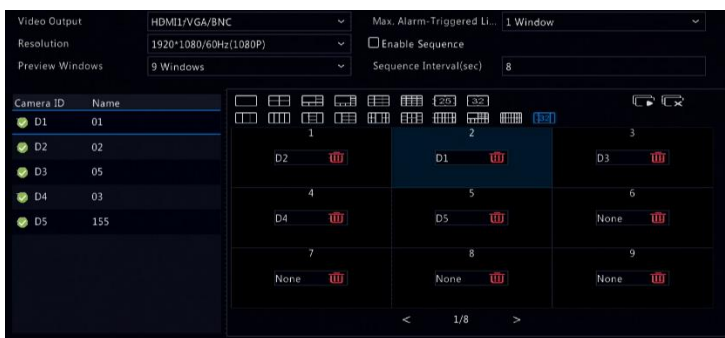 Video Output HDMI1/VGA/BNC Max. Alarm-Triggered Li... 1 Window
Resolution 1920*1080/60Hz(1080P) Enable Sequence
Preview Windows 9 Windows Sequence Interval(sec) 8
Camera ID Name
D1 01
D2 02
D3 05
D4 03
D5 155
25 32
32
1 2 3
D2 D1 D3
4 5 6
D4 D5 None
7 8 9
None None None
< 1/8 >